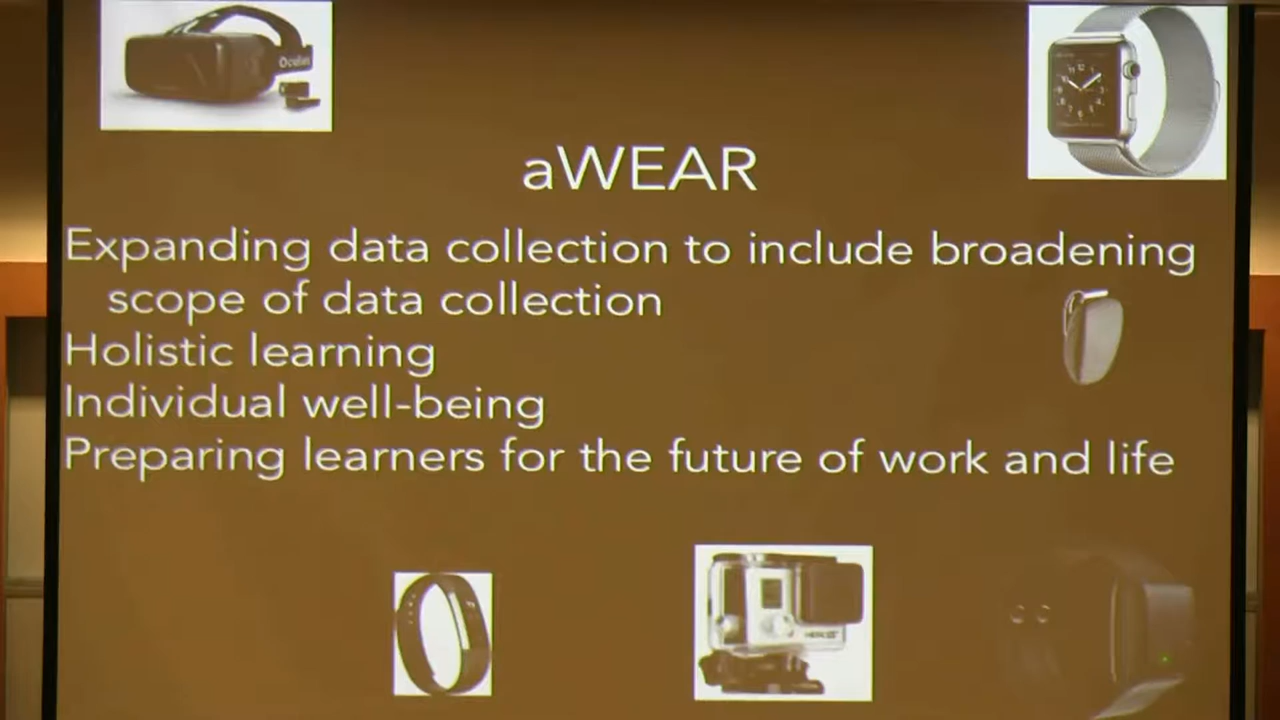 Oculus
aWEAR
Expanding data collection to include broadening
scope of data collection
Holistic learning
Individual well-being
Preparing learners for the future of work and life